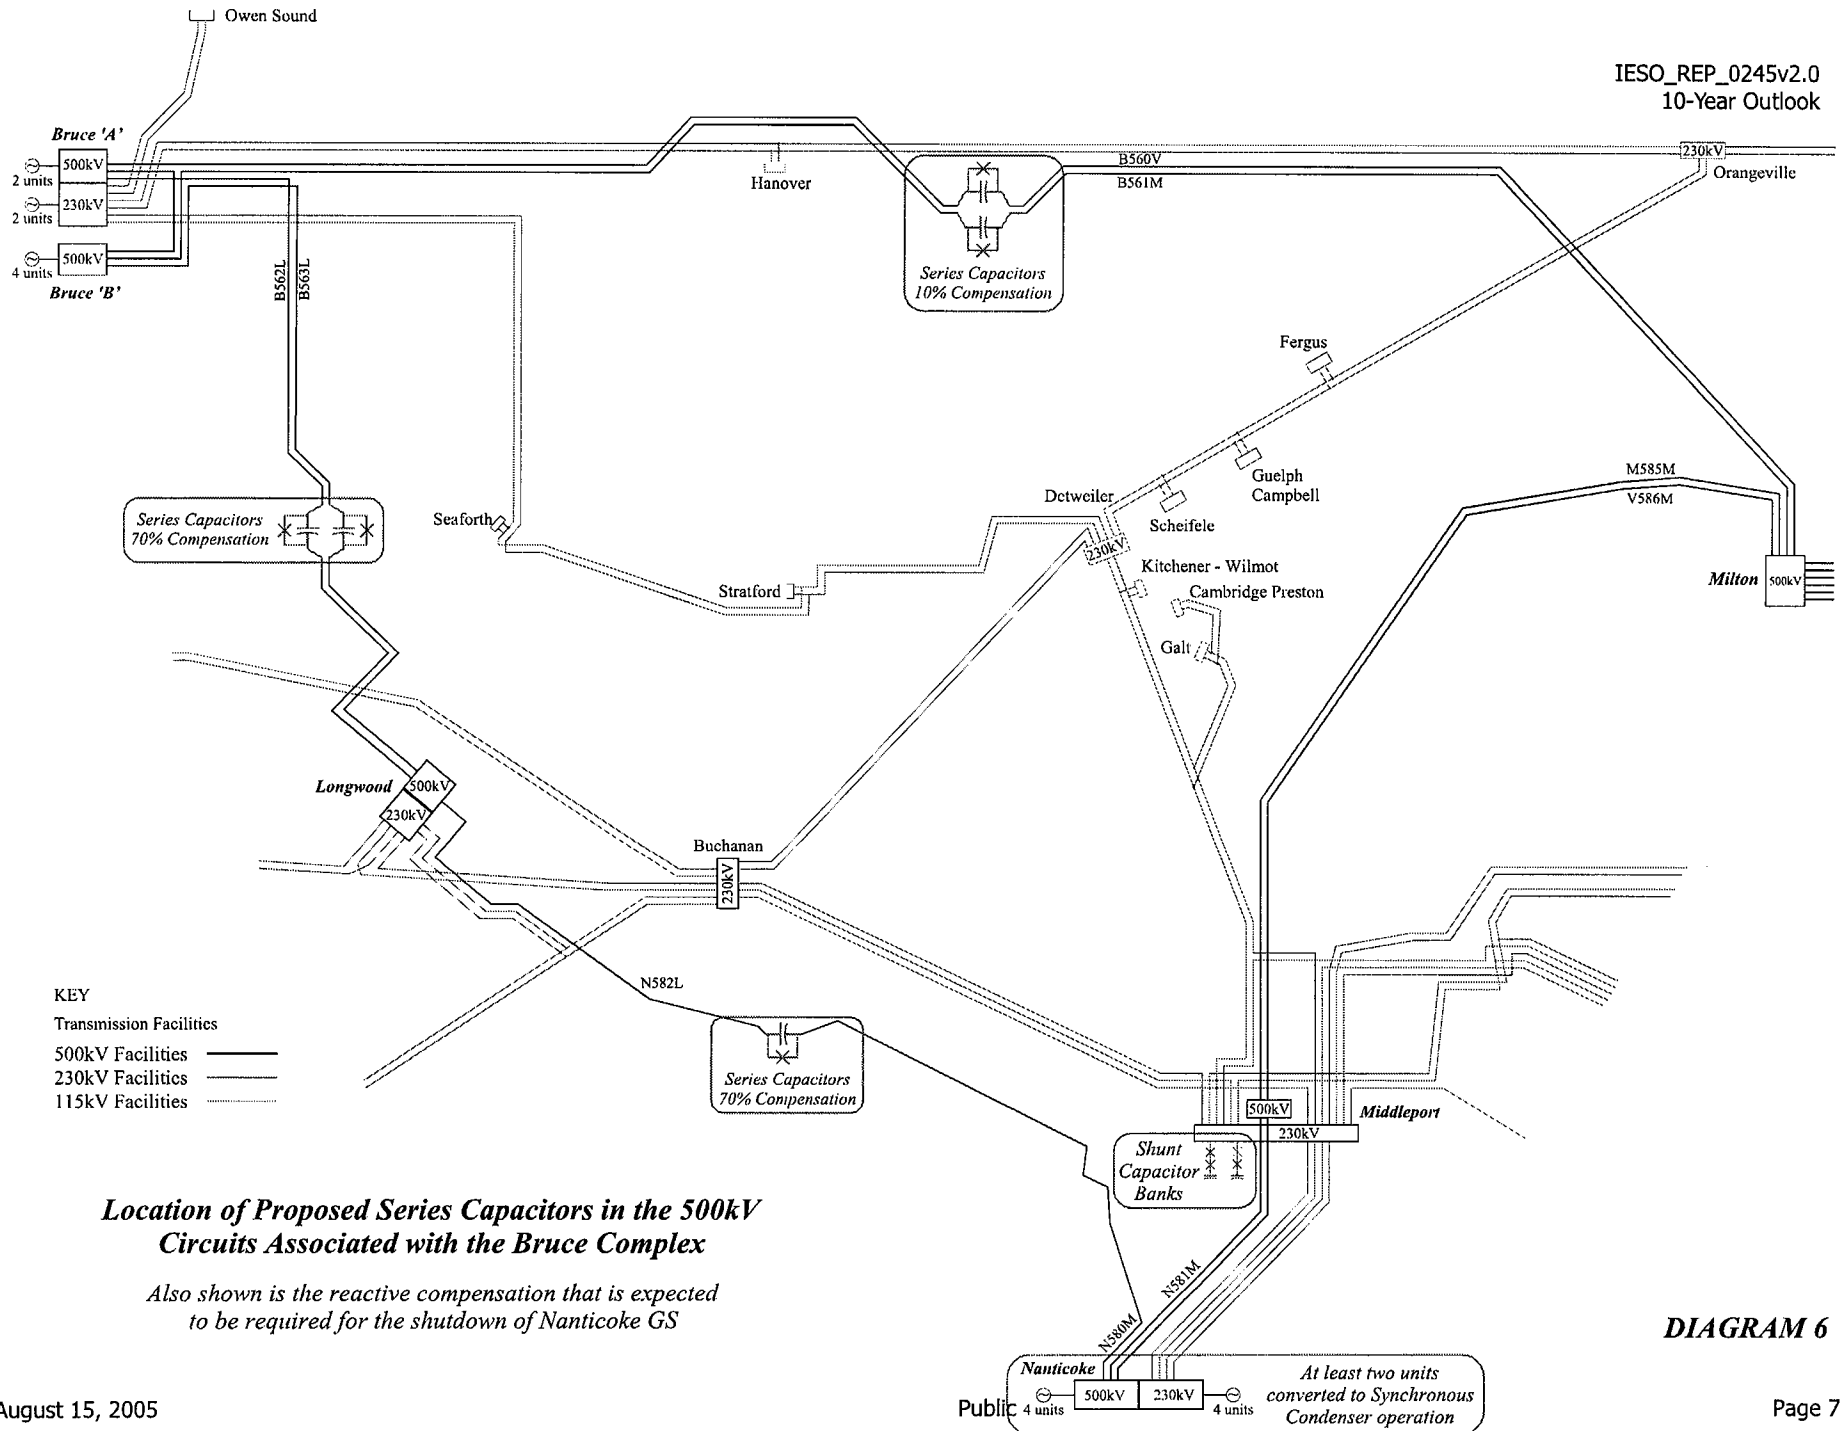 Owen Sound
IESO_REP_0245v2.0
10-Year Outlook
Bruce 'A'
500kV
2 units
230kV
2 units
500kV
4 units
Bruce 'B'
B562L
B563L
Hanover
B560V
B561M
230kV
Orangeville
Series Capacitors
10% Compensation
Fergus
Guelph
Campbell
Scheifele
Detweiler
230kV
Kitchener - Wilmot
Cambridge Preston
Galt
M585M
V586M
Milton
500kV
Series Capacitors
70% Compensation
Seaforth
Stratford
Longwood
500kV
230kV
Buchanan
230kV
N582L
Series Capacitors
70% Compensation
KEY
Transmission Facilities
500kV Facilities
230kV Facilities
115kV Facilities
500kV
Middleport
230kV
Shunt
Capacitor
Banks
N581M
N580M
Location of Proposed Series Capacitors in the 500kV
Circuits Associated with the Bruce Complex
Also shown is the reactive compensation that is expected
to be required for the shutdown of Nanticoke GS
DIAGRAM 6
Nanticoke
4 units
500kV
230kV
4 units
At least two units
converted to Synchronous
Condenser operation
August 15, 2005
Public
Page 7